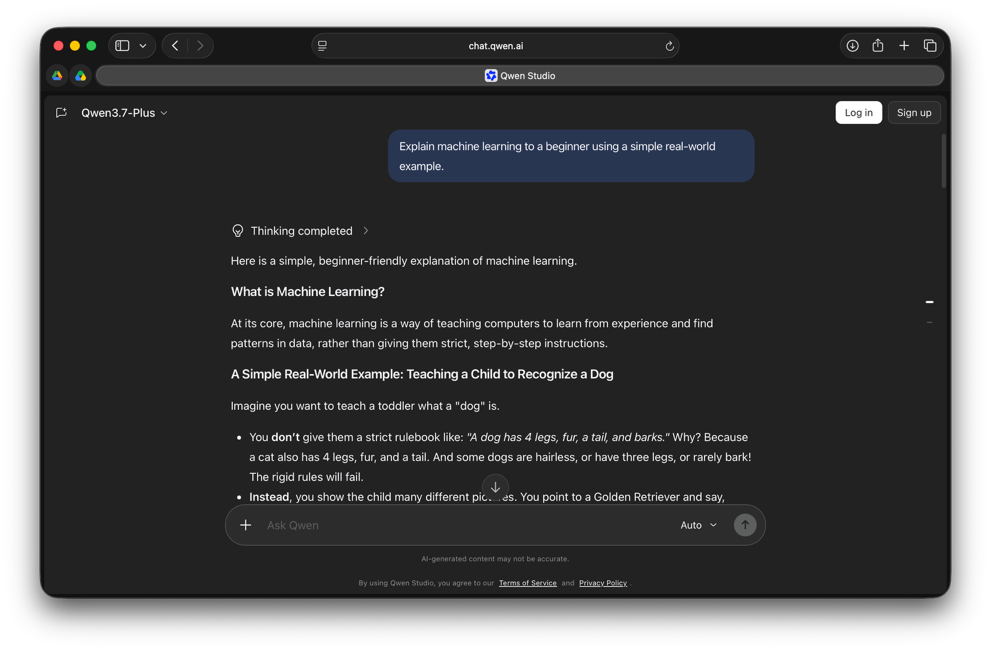 chat.qwen.ai
Qwen Studio
Qwen3.7-Plus
Log in
Sign up
Explain machine learning to a beginner using a simple real-world
example.
Thinking completed
Here is a simple, beginner-friendly explanation of machine learning.
What is Machine Learning?
At its core, machine learning is a way of teaching computers to learn from experience and find
patterns in data, rather than giving them strict, step-by-step instructions.
A Simple Real-World Example: Teaching a Child to Recognize a Dog
Imagine you want to teach a toddler what a "dog" is.
• You don’t give them a strict rulebook like: "A dog has 4 legs, fur, a tail, and barks." Why? Because
a cat also has 4 legs, fur, and a tail. And some dogs are hairless, or have three legs, or rarely bark!
The rigid rules will fail.
• Instead, you show the child many different You point to a Golden Retriever and say,
Ask Qwen
Auto
AI-generated content may not be accurate.
By using Qwen Studio, you agree to our Terms of Service and Privacy Policy .